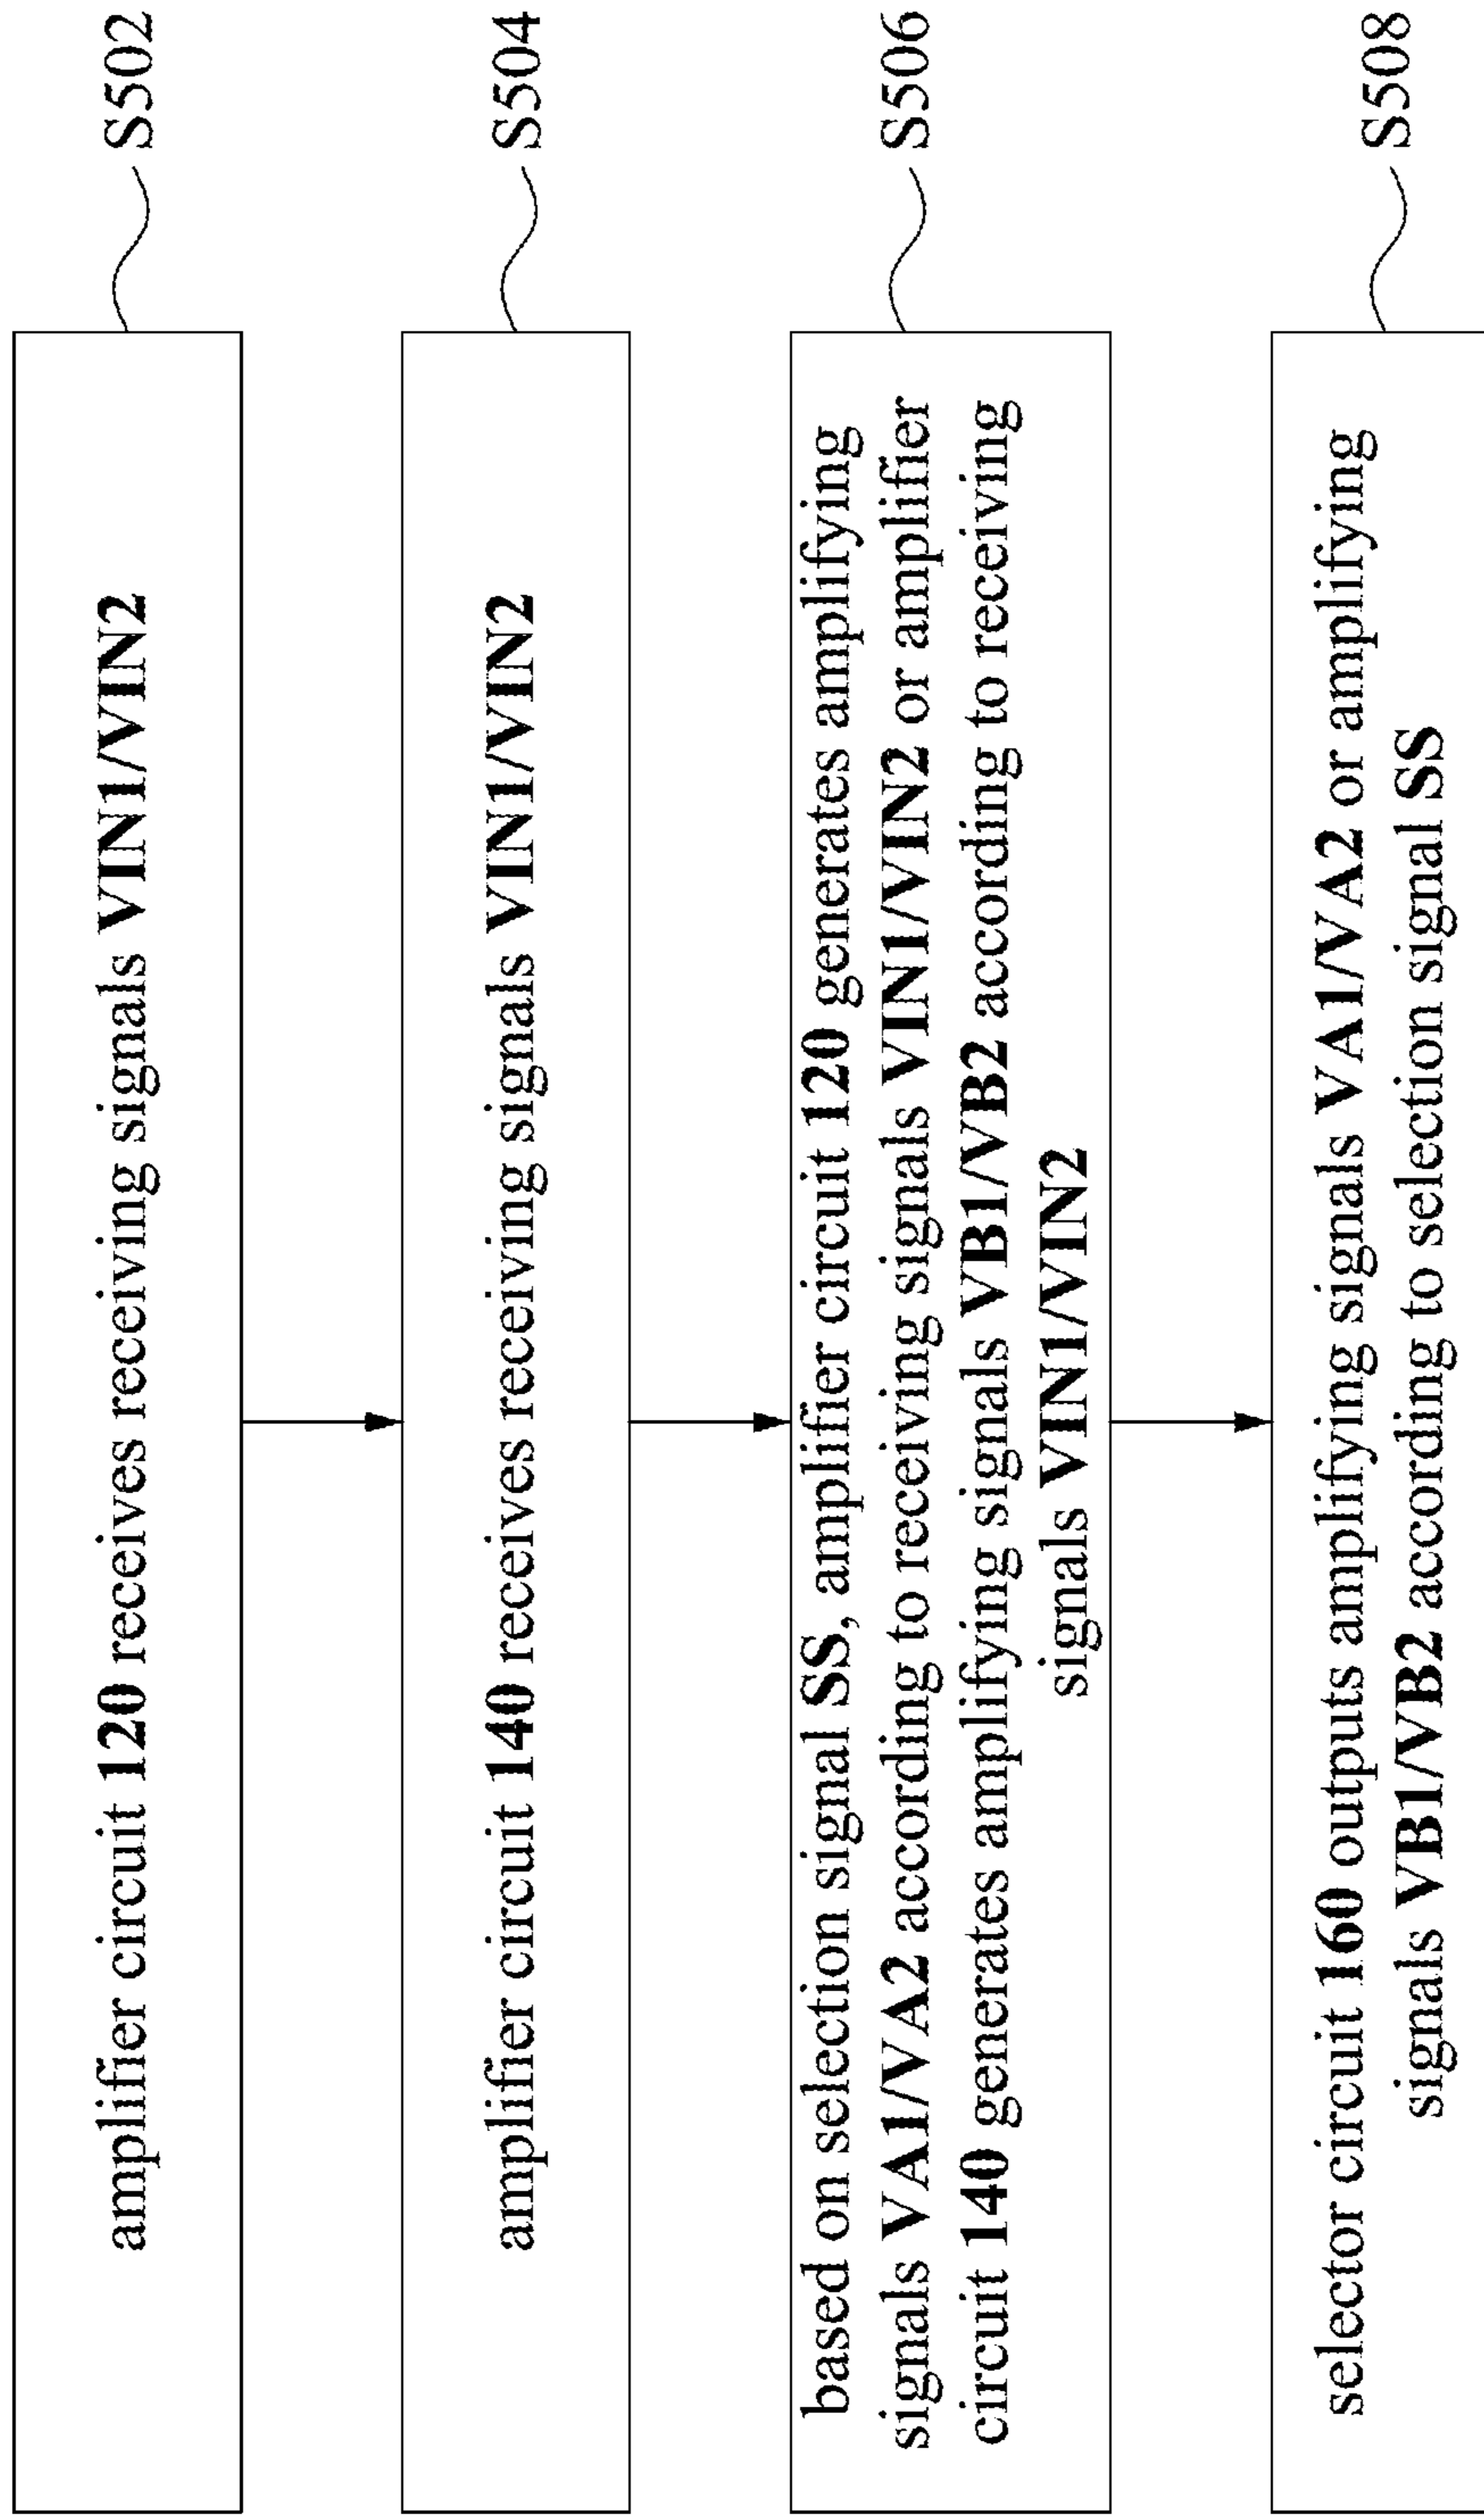 amplifier circuit 120 receives receiving signals VIN1/VIN2
S502
amplifier circuit 140 receives receiving signals VIN1/VIN2
S504
based on selection signal SS, amplifier circuit 120 generates amplifying
signals VA1/VA2 according to receiving signals VIN1/VIN2 or amplifier
circuit 140 generates amplifying signals VB1/VB2 according to receiving
signals VIN1/VIN2
S506
selector circuit 160 outputs amplifying signals VA1/VA2 or amplifying
signals VB1/VB2 according to selection signal SS
S508